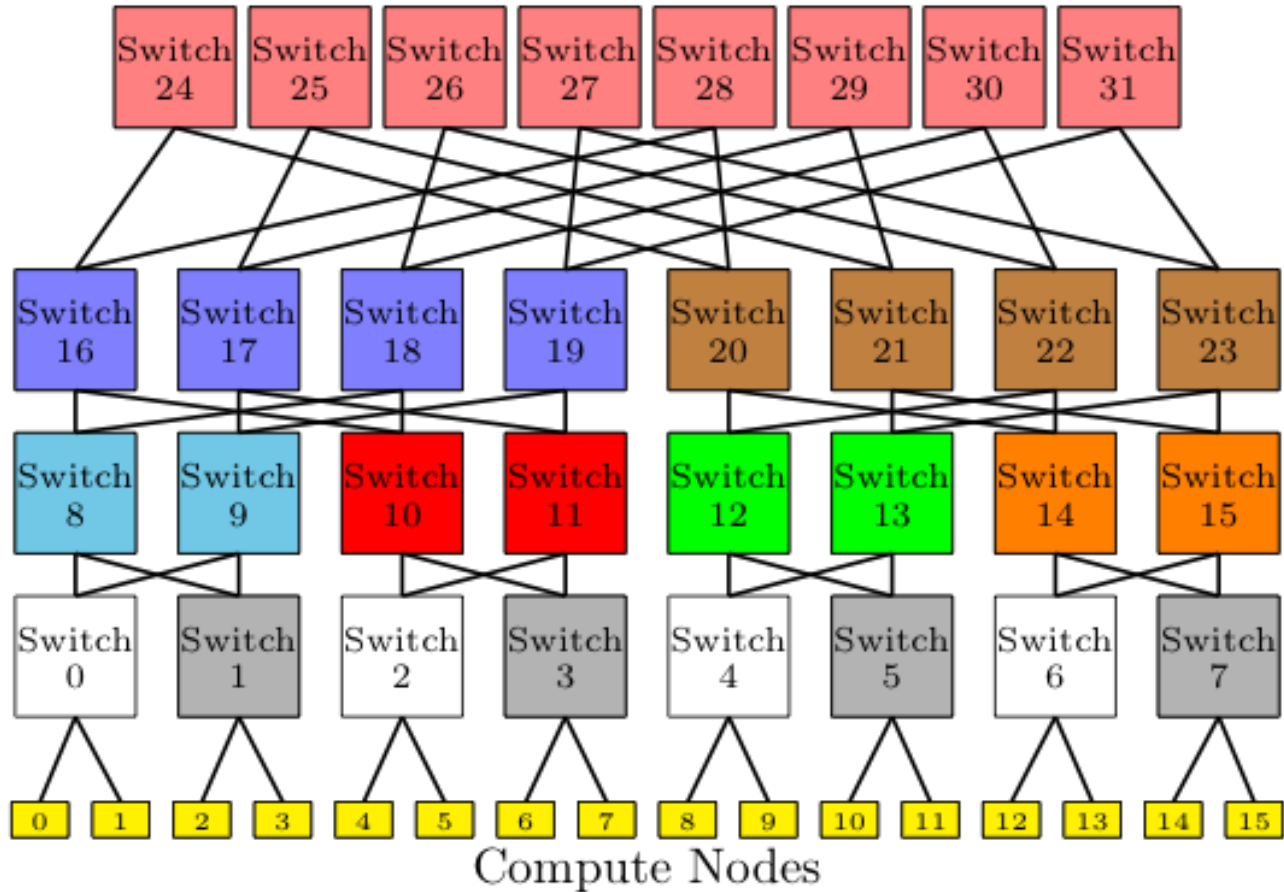 Switch 24
Switch 25
Switch 26
Switch 27
Switch 28
Switch 29
Switch 30
Switch 31
Switch 16
Switch 17
Switch 18
Switch 19
Switch 20
Switch 21
Switch 22
Switch 23
Switch 8
Switch 9
Switch 10
Switch 11
Switch 12
Switch 13
Switch 14
Switch 15
Switch 0
Switch 1
Switch 2
Switch 3
Switch 4
Switch 5
Switch 6
Switch 7
0 1 2 3 4 5 6 7 8 9 10 11 12 13 14 15
Compute Nodes